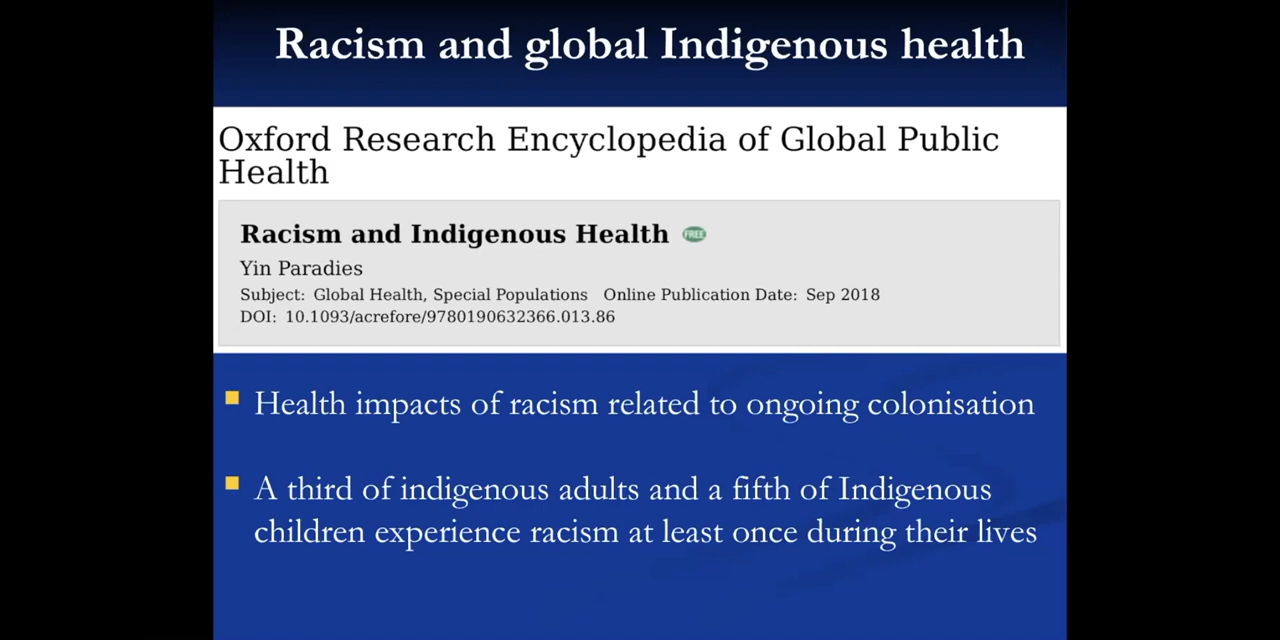 Racism and global Indigenous health
Oxford Research Encyclopedia of Global Public
Health
Racism and Indigenous Health FREE
Yin Paradies
Subject: Global Health, Special Populations Online Publication Date: Sep 2018
DOI: 10.1093/acrefore/9780190632366.013.86
Health impacts of racism related to ongoing colonisation
A third of indigenous adults and a fifth of Indigenous
children experience racism at least once during their lives